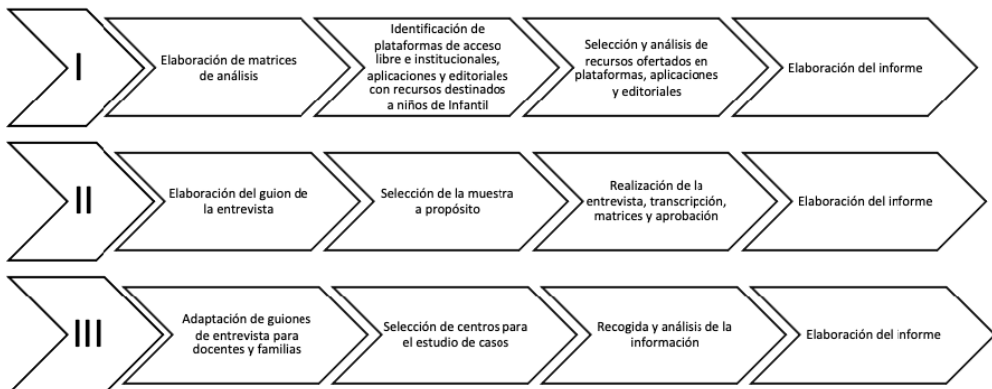 I
Elaboración de matrices
de análisis
Identificación de
plataformas de acceso
libre e institucionales,
aplicaciones y editoriales
con recursos destinados
a niños de Infantil
Selección y análisis de
recursos ofertados en
plataformas, aplicaciones
y editoriales
Elaboración del informe
II
Elaboración del guion de
la entrevista
Selección de la muestra
a propósito
Realización de la
entrevista, transcripción,
matrices y aprobación
Elaboración del informe
III
Adaptación de guiones
de entrevista para
docentes y familias
Selección de centros para
el estudio de casos
Recogida y análisis de la
información
Elaboración del informe